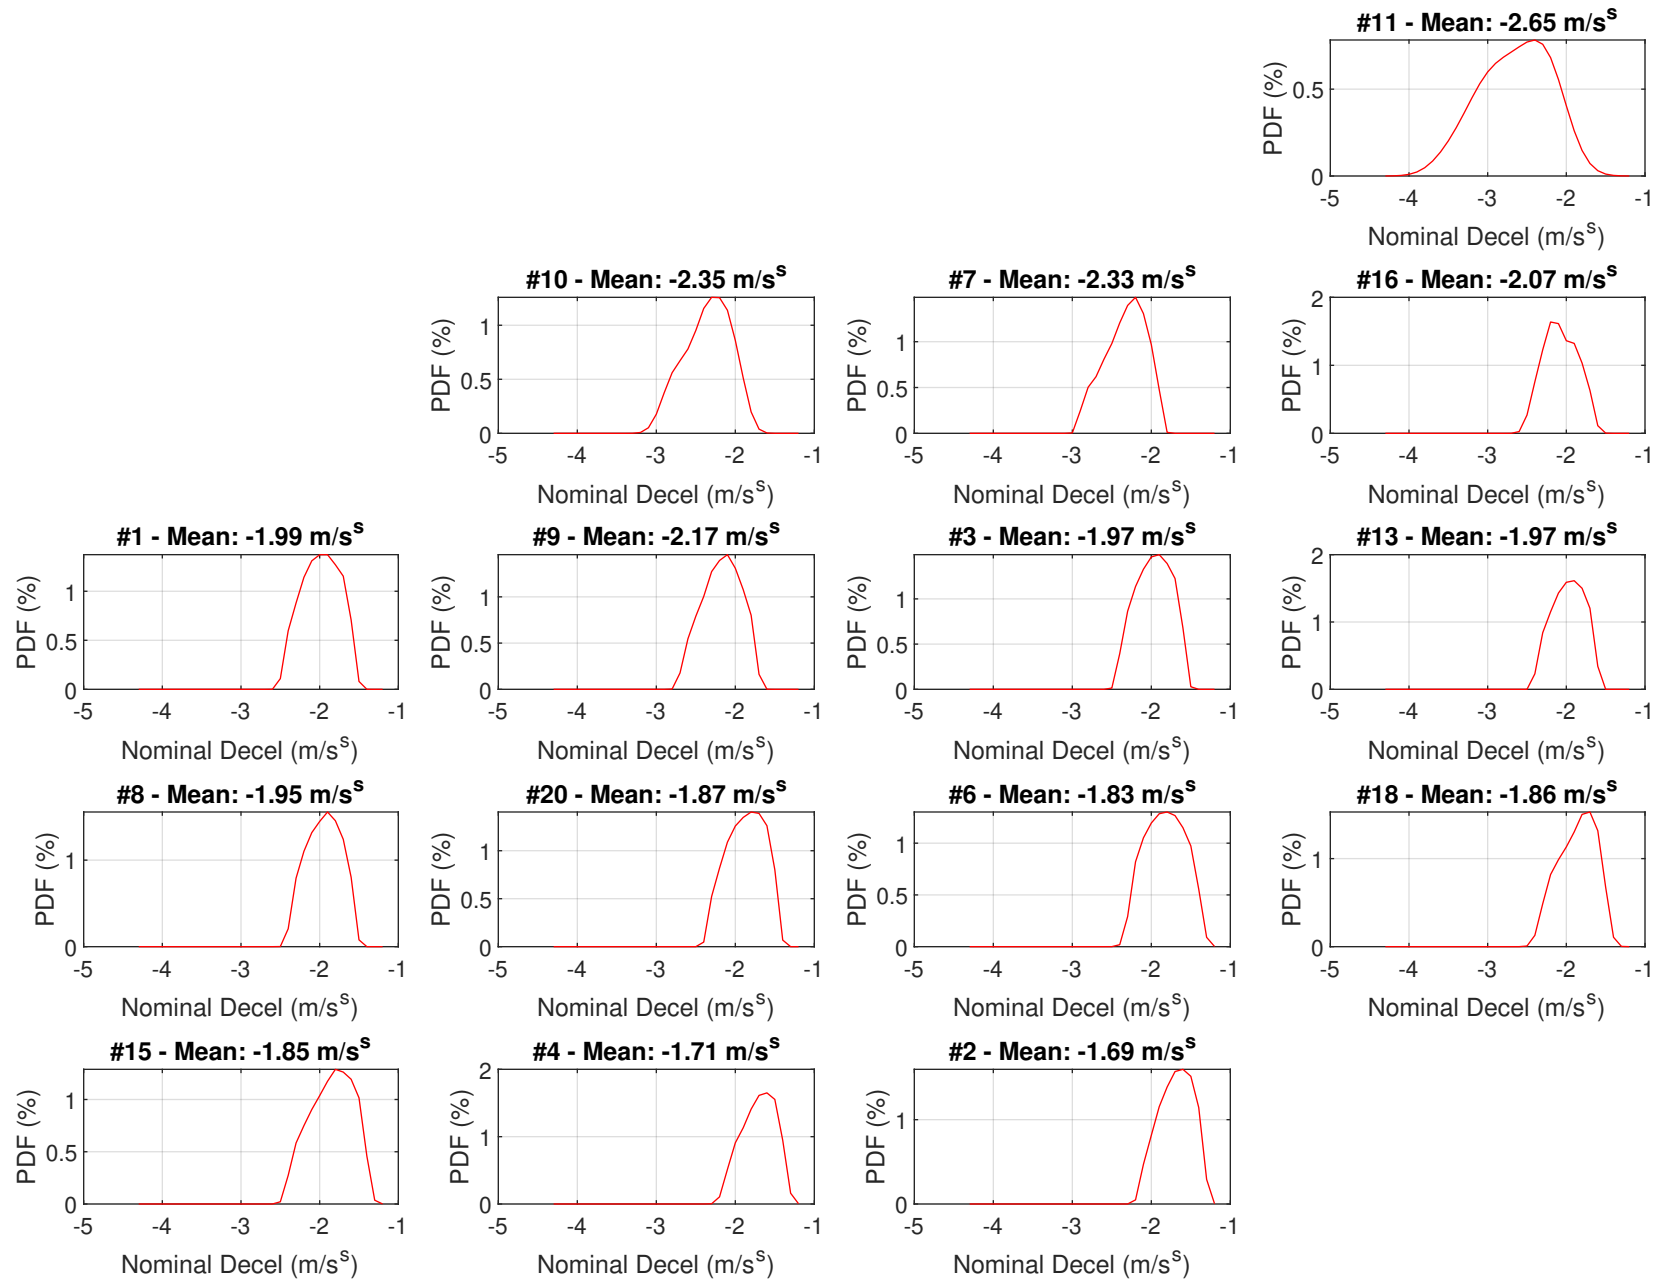 #11 - Mean: -2.65 m/s^s
PDF (%)
0.5
0
-5 -4 -3 -2 -1
Nominal Decel (m/s^s)
#10 - Mean: -2.35 m/s^s
PDF (%)
1
0.5
0
-5 -4 -3 -2 -1
Nominal Decel (m/s^s)
#7 - Mean: -2.33 m/s^s
PDF (%)
1
0.5
0
-5 -4 -3 -2 -1
Nominal Decel (m/s^s)
#16 - Mean: -2.07 m/s^s
PDF (%)
2
1
0
-5 -4 -3 -2 -1
Nominal Decel (m/s^s)
#1 - Mean: -1.99 m/s^s
PDF (%)
1
0.5
0
-5 -4 -3 -2 -1
Nominal Decel (m/s^s)
#9 - Mean: -2.17 m/s^s
PDF (%)
1
0.5
0
-5 -4 -3 -2 -1
Nominal Decel (m/s^s)
#3 - Mean: -1.97 m/s^s
PDF (%)
1
0.5
0
-5 -4 -3 -2 -1
Nominal Decel (m/s^s)
#13 - Mean: -1.97 m/s^s
PDF (%)
2
1
0
-5 -4 -3 -2 -1
Nominal Decel (m/s^s)
#8 - Mean: -1.95 m/s^s
PDF (%)
1
0
-5 -4 -3 -2 -1
Nominal Decel (m/s^s)
#20 - Mean: -1.87 m/s^s
PDF (%)
1
0.5
0
-5 -4 -3 -2 -1
Nominal Decel (m/s^s)
#6 - Mean: -1.83 m/s^s
PDF (%)
1
0.5
0
-5 -4 -3 -2 -1
Nominal Decel (m/s^s)
#18 - Mean: -1.86 m/s^s
PDF (%)
1
0
-5 -4 -3 -2 -1
Nominal Decel (m/s^s)
#15 - Mean: -1.85 m/s^s
PDF (%)
1
0.5
0
-5 -4 -3 -2 -1
Nominal Decel (m/s^s)
#4 - Mean: -1.71 m/s^s
PDF (%)
2
1
0
-5 -4 -3 -2 -1
Nominal Decel (m/s^s)
#2 - Mean: -1.69 m/s^s
PDF (%)
1
0
-5 -4 -3 -2 -1
Nominal Decel (m/s^s)